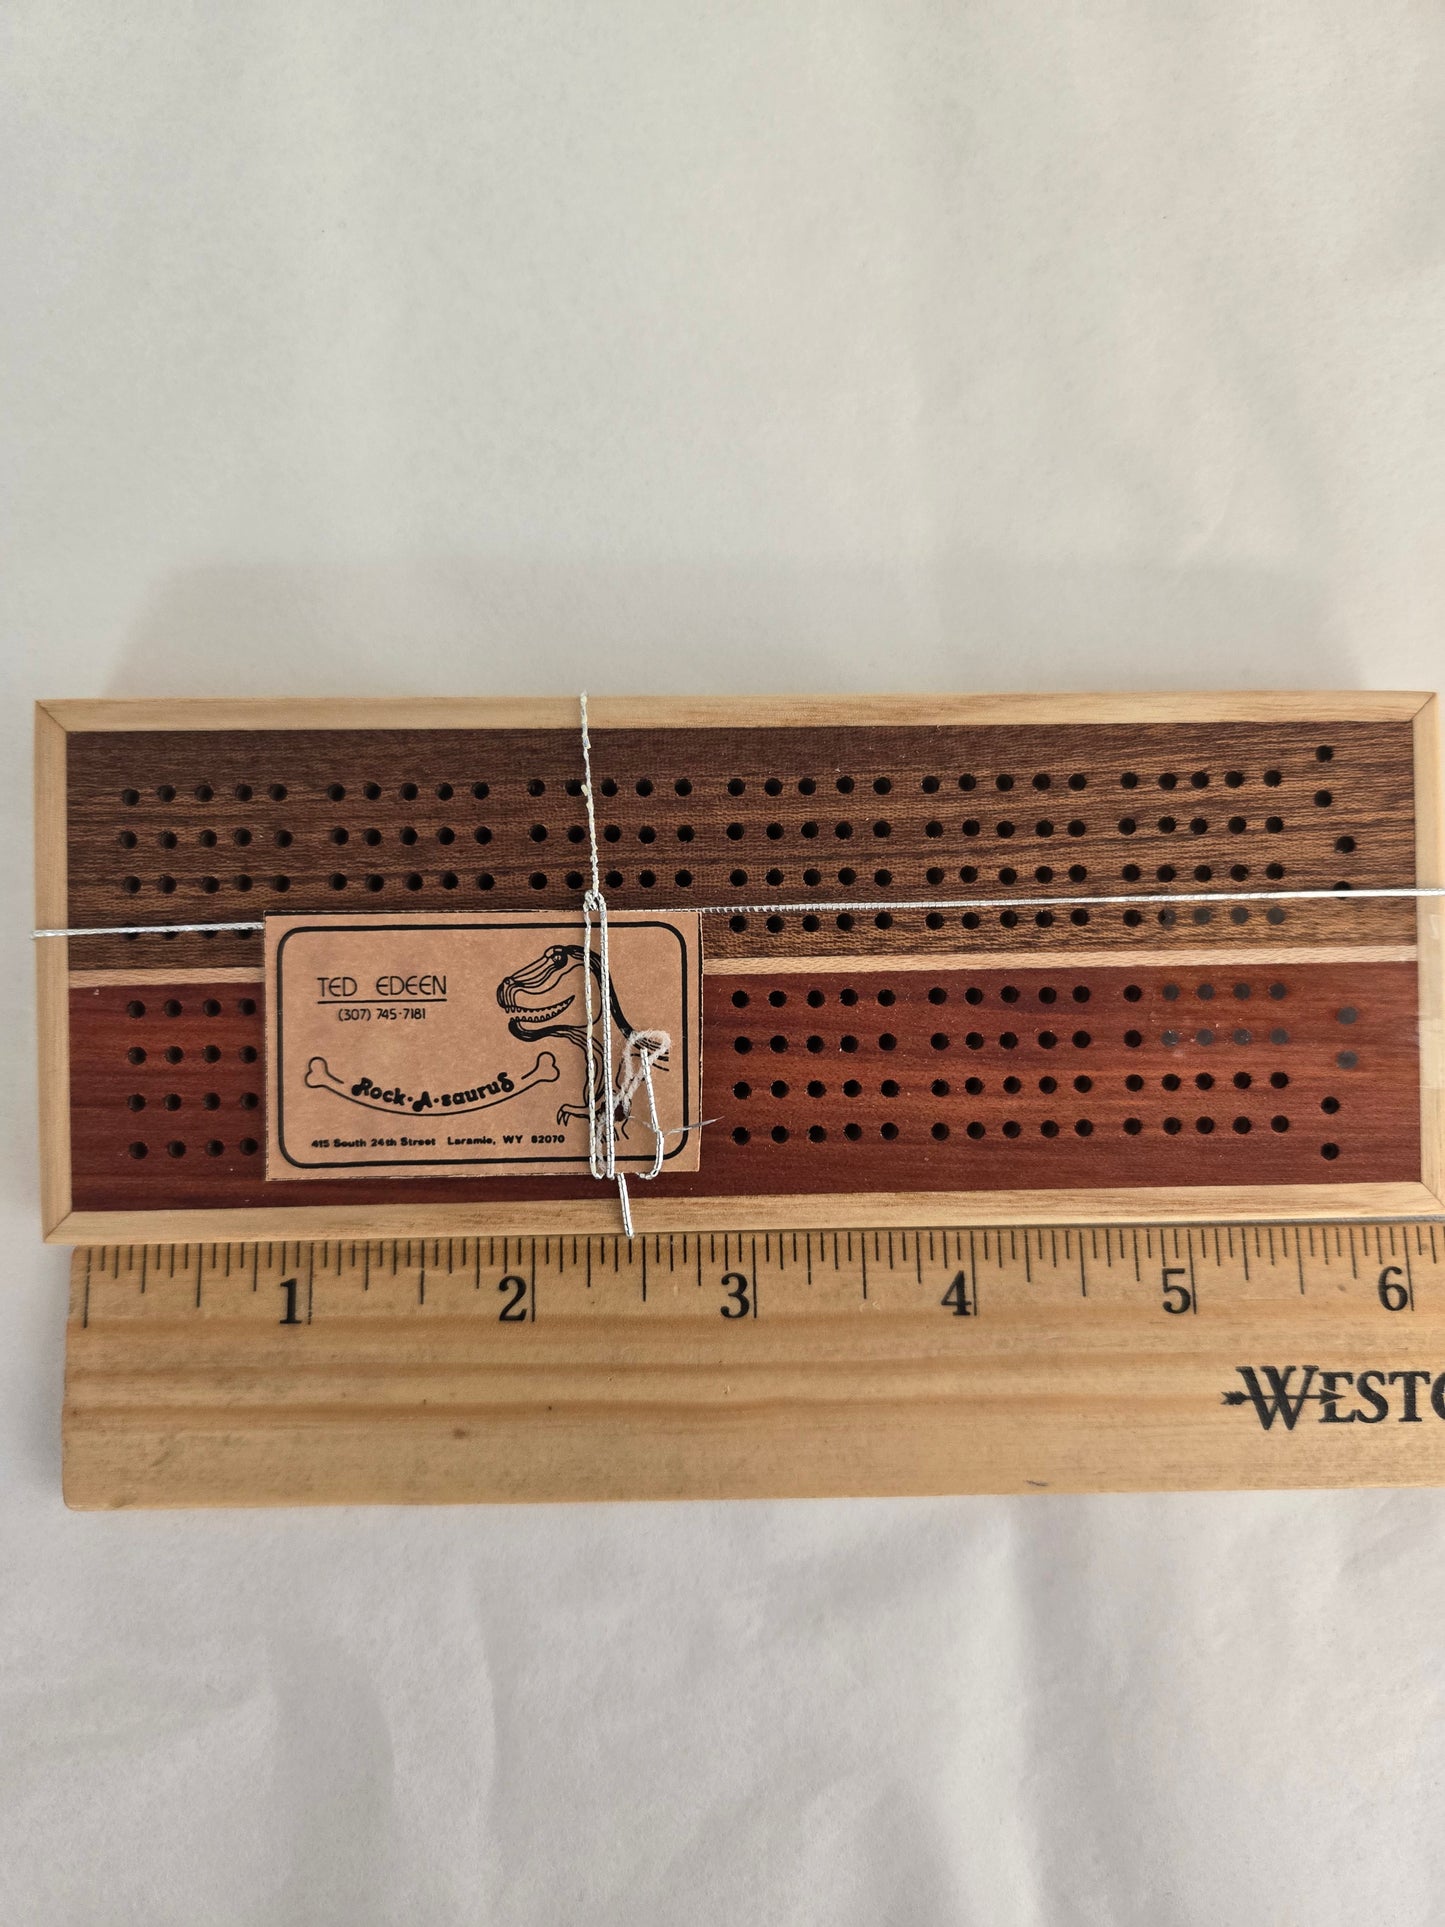 TED EDEEN
(307) 745-7181
Rock·A·saurus
415 South 24th Street Laramie, WY 82070
1 2 3 4 5 6
WESTC